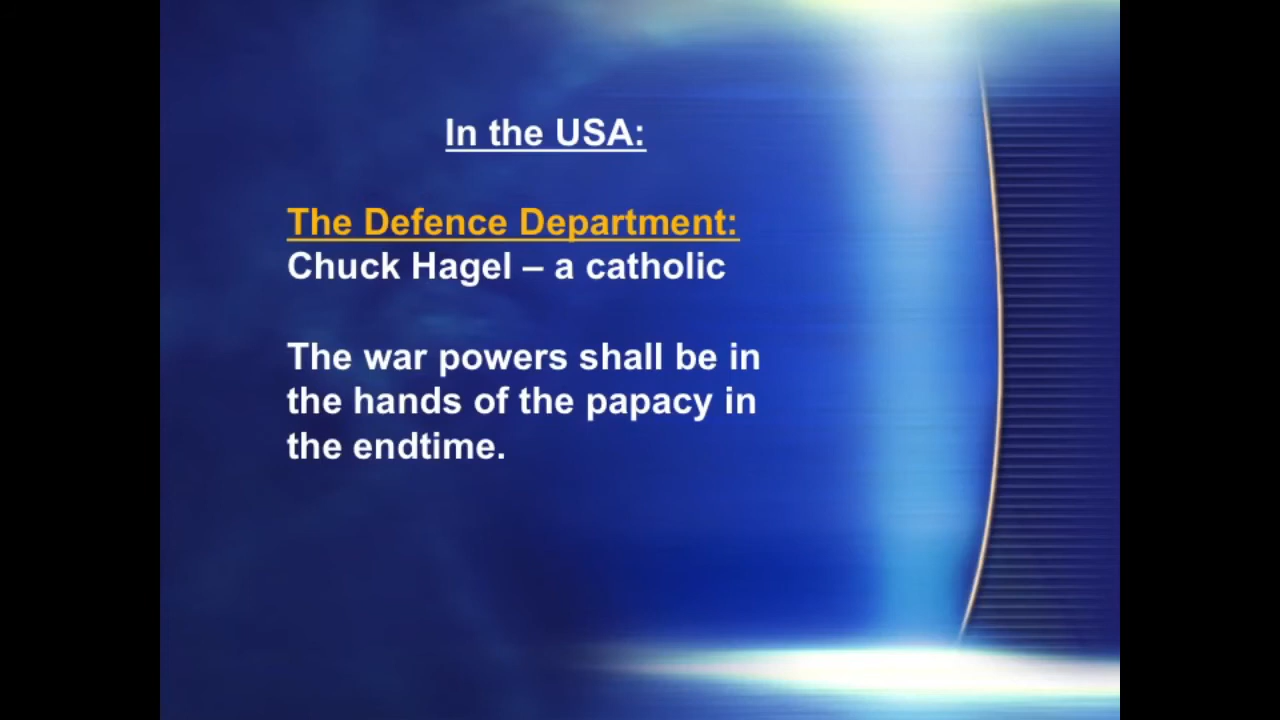 In the USA:
The Defence Department:
Chuck Hagel – a catholic
The war powers shall be in
the hands of the papacy in
the endtime.